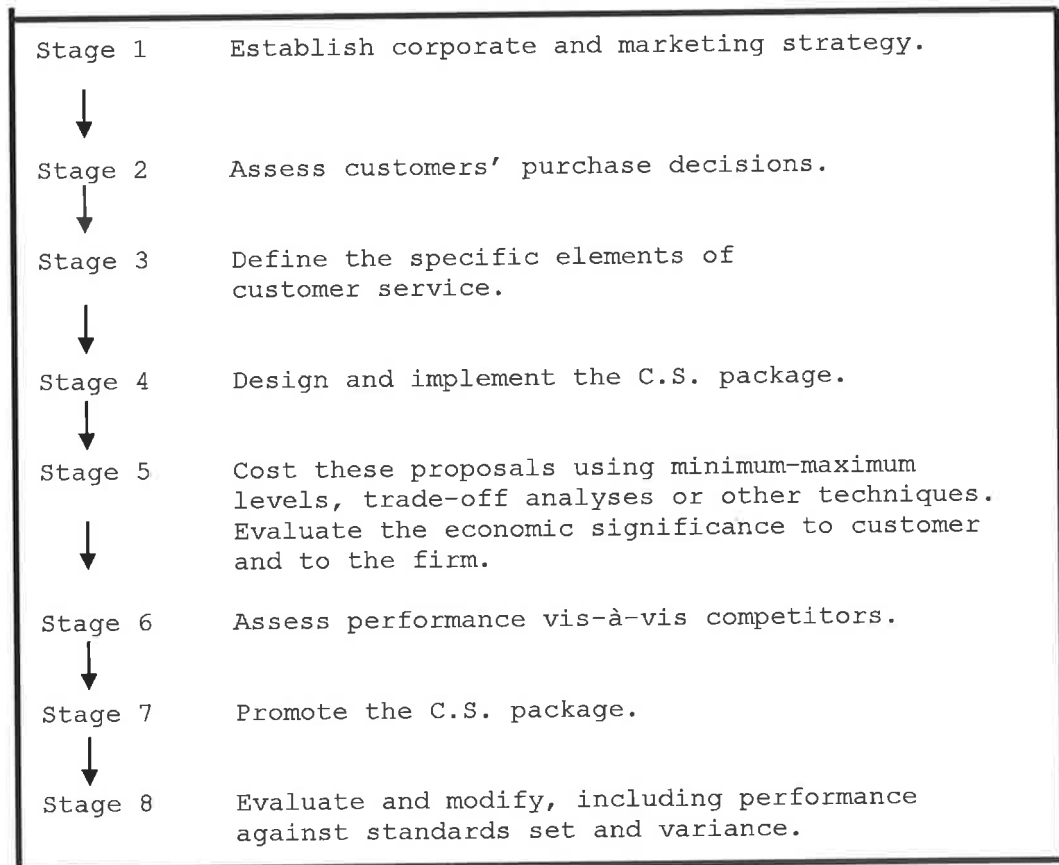 Stage 1 Establish corporate and marketing strategy.
Stage 2 Assess customers' purchase decisions.
Stage 3 Define the specific elements of
customer service.
Stage 4 Design and implement the C.S. package.
Stage 5 Cost these proposals using minimum-maximum
levels, trade-off analyses or other techniques.
Evaluate the economic significance to customer
and to the firm.
Stage 6 Assess performance vis-à-vis competitors.
Stage 7 Promote the C.S. package.
Stage 8 Evaluate and modify, including performance
against standards set and variance.